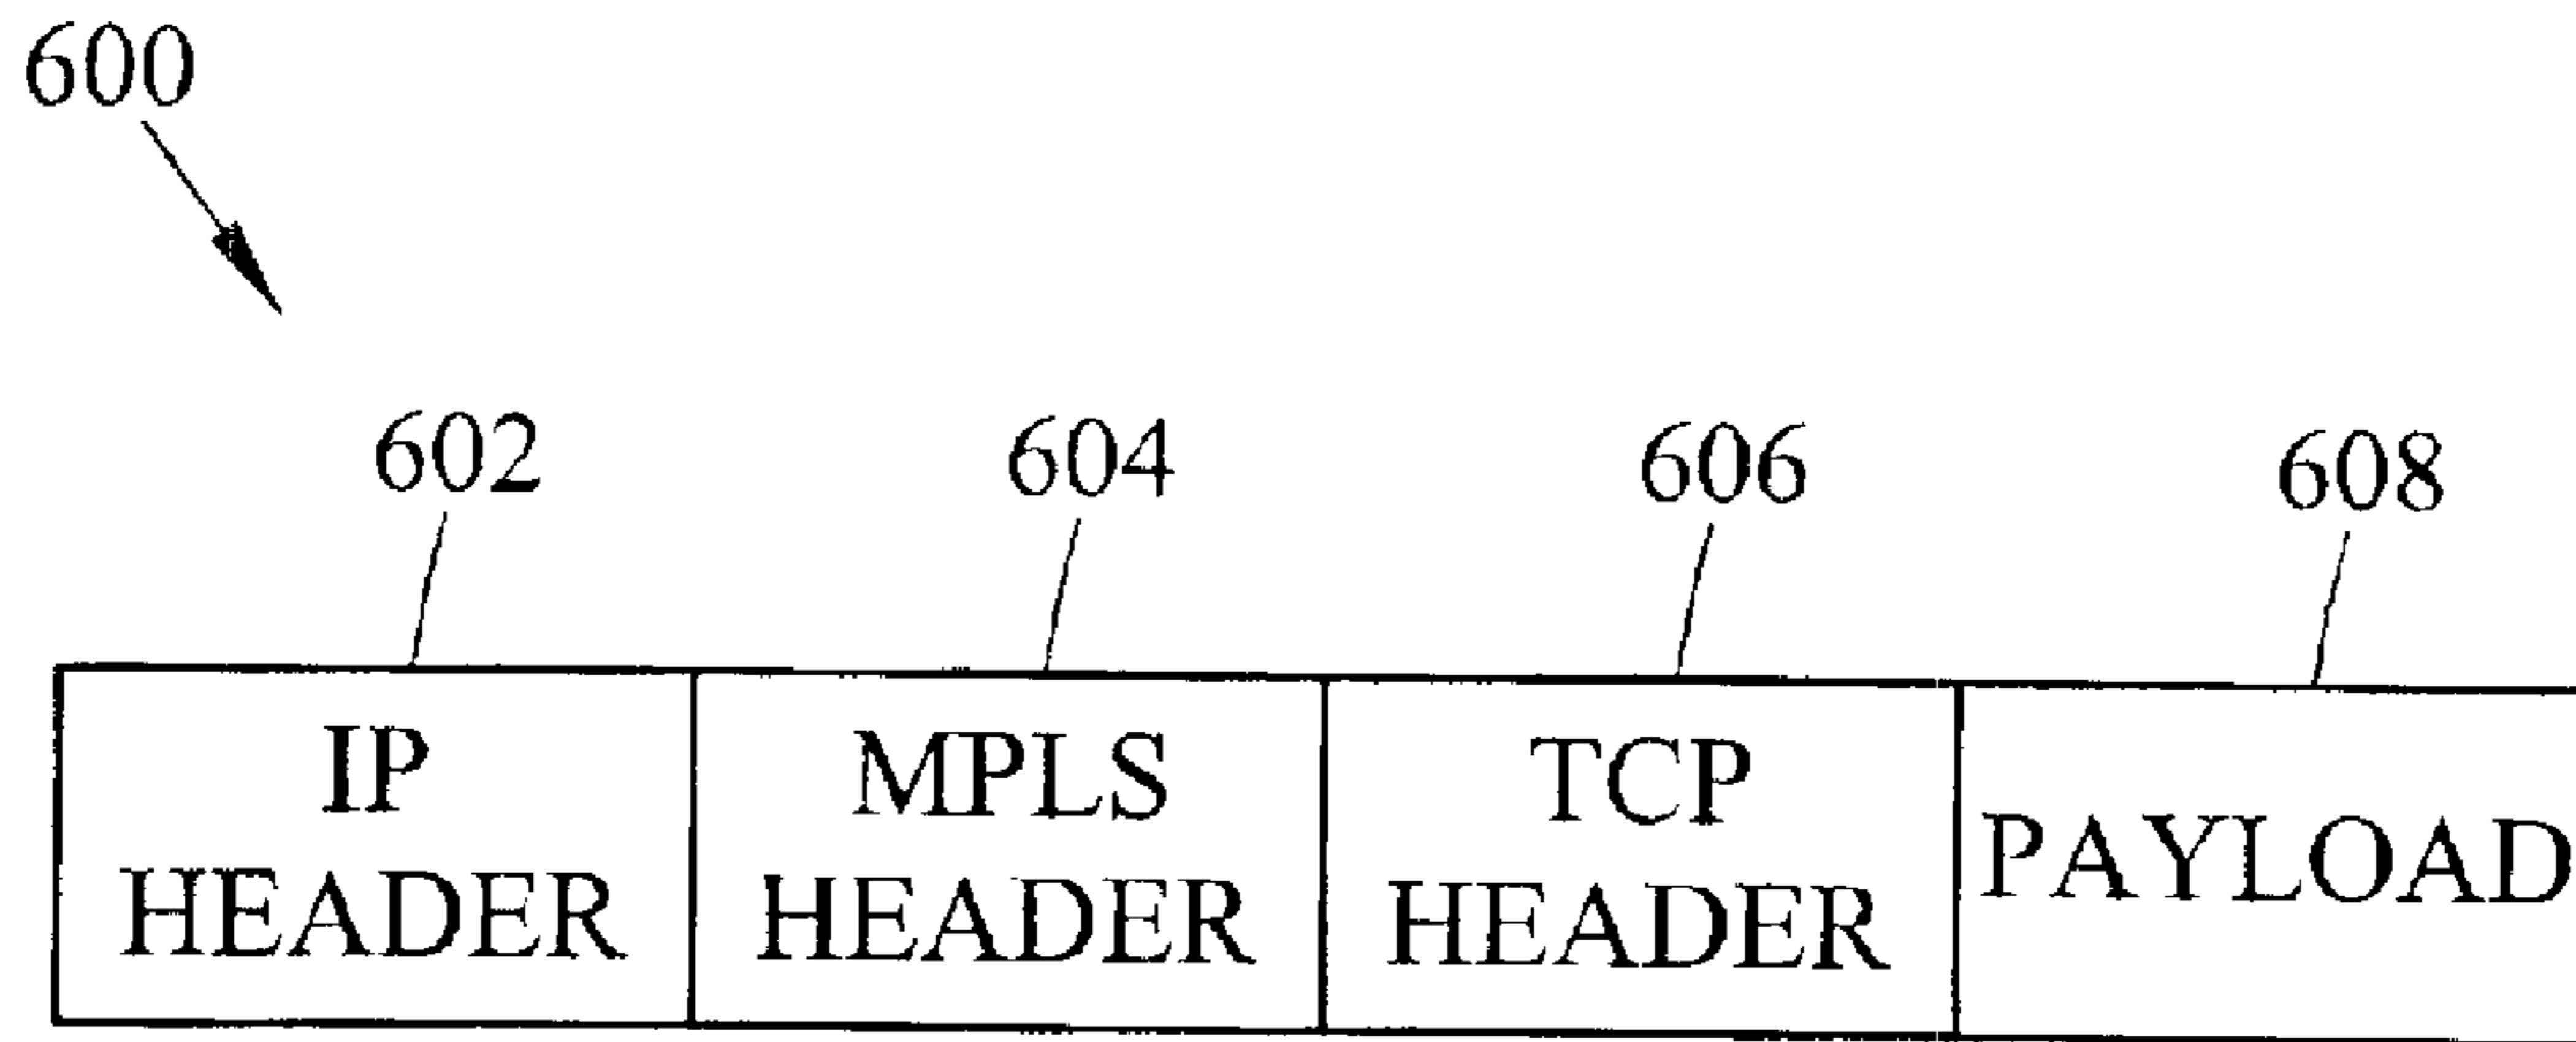 600
602 604 606 608
IP HEADER
MPLS HEADER
TCP HEADER
PAYLOAD